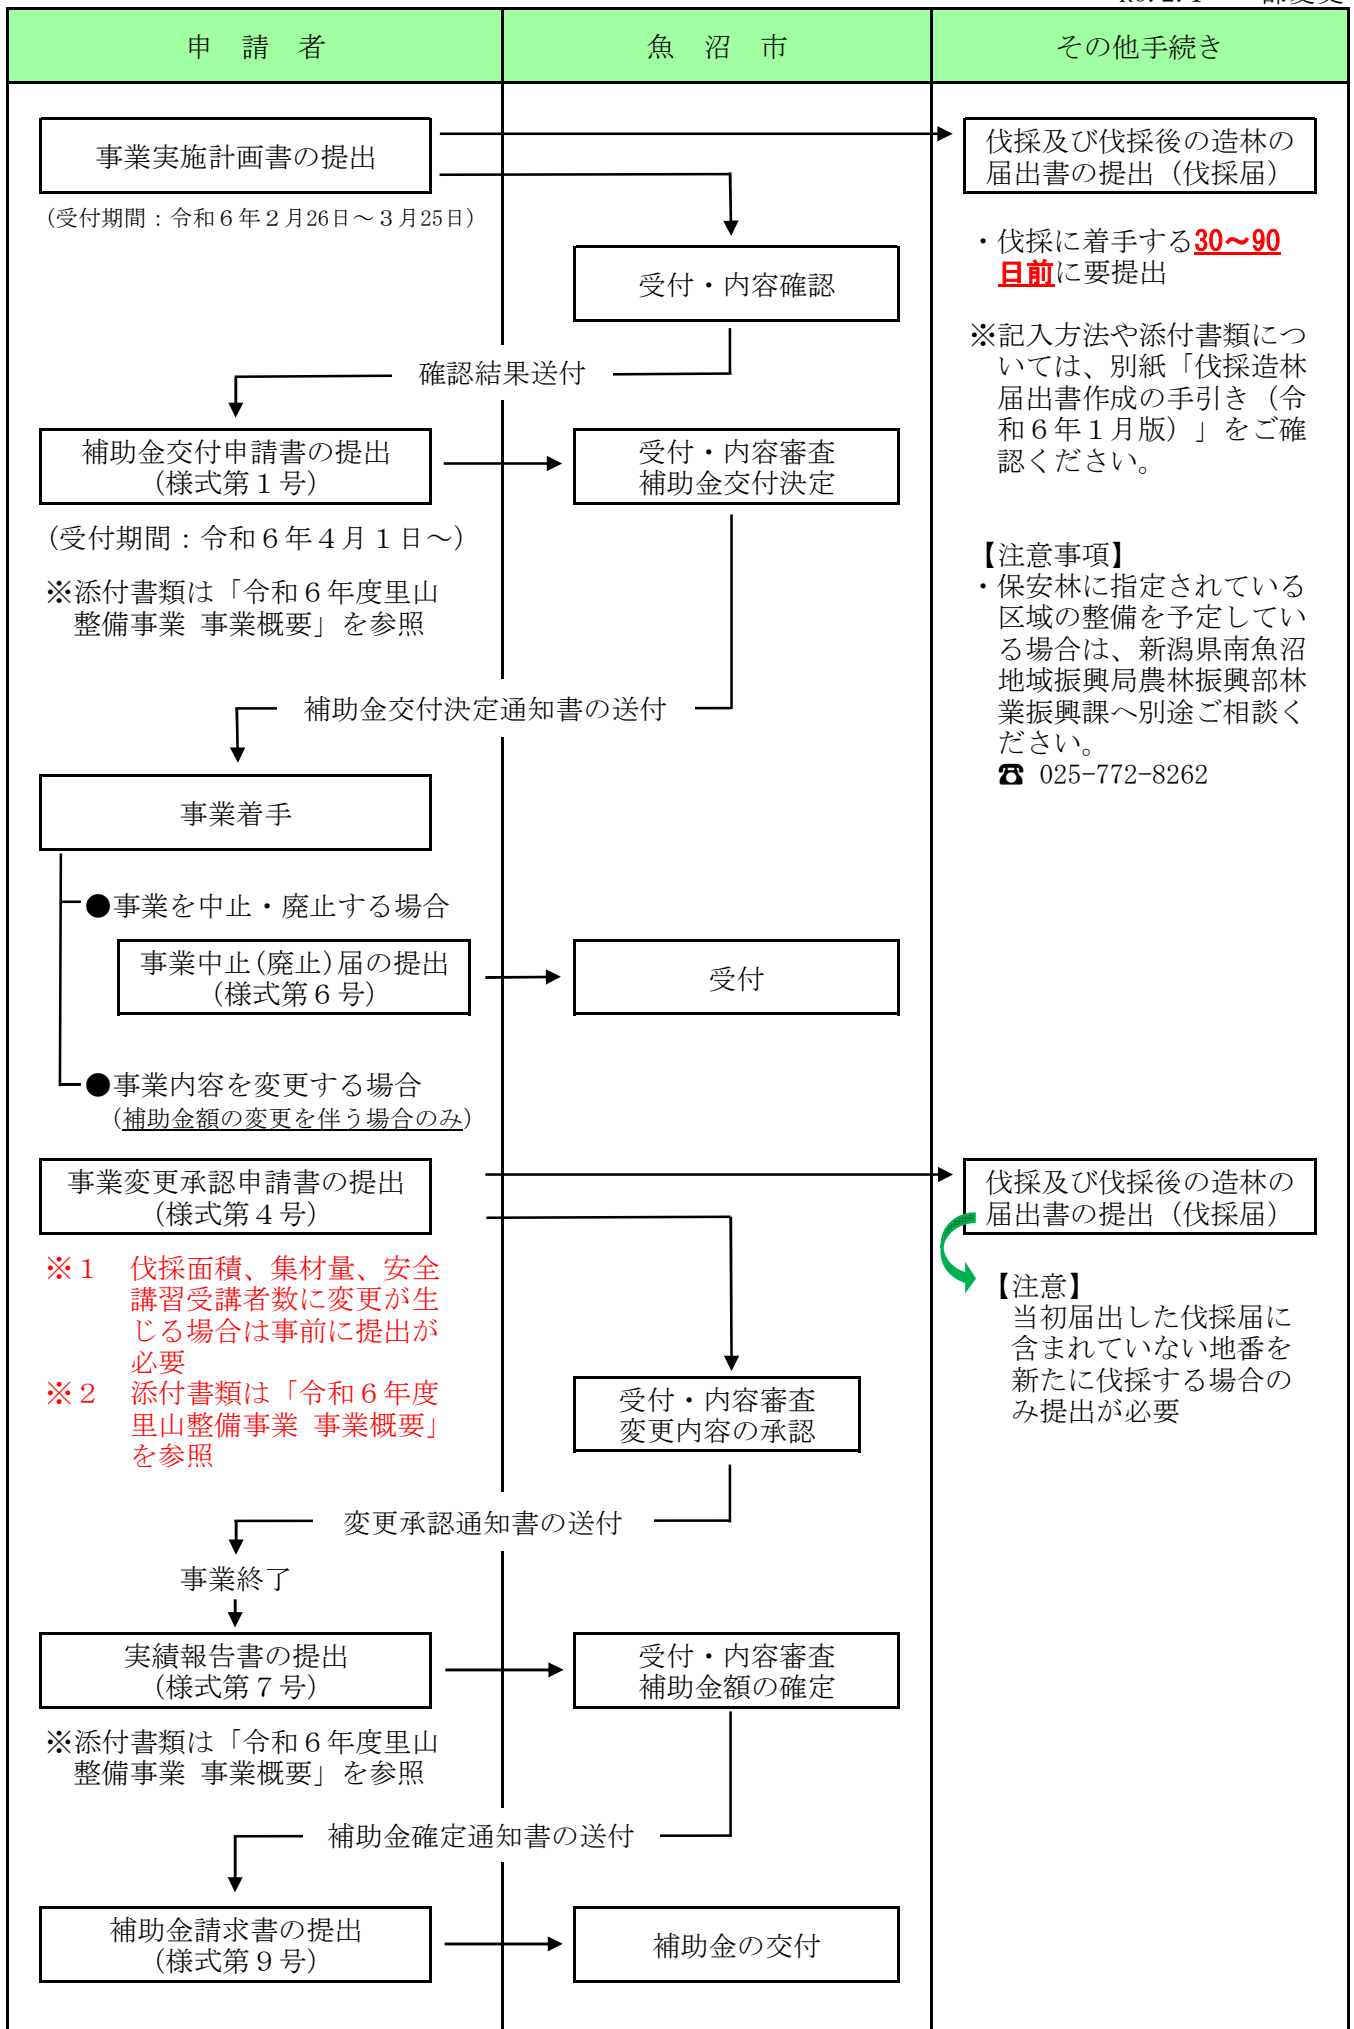 申　請　者
魚　沼　市
その他手続き
事業実施計画書の提出
(受付期間：令和６年２月26日～３月25日)
伐採及び伐採後の造林の
届出書の提出（伐採届）
・伐採に着手する30～90
日前に要提出
受付・内容確認
※記入方法や添付書類につ
いては、別紙「伐採造林
届出書作成の手引き（令
和６年１月版）」をご確
認ください。
確認結果送付
補助金交付申請書の提出
(様式第１号)
受付・内容審査
補助金交付決定
(受付期間：令和６年４月１日～)
※添付書類は「令和６年度里山
整備事業 事業概要」を参照
【注意事項】
・保安林に指定されている
区域の整備を予定してい
る場合は、新潟県南魚沼
地域振興局農林振興部林
業振興課へ別途ご相談く
ださい。
☎ 025-772-8262
補助金交付決定通知書の送付
事業着手
●事業を中止・廃止する場合
事業中止(廃止)届の提出
(様式第６号)
受付
●事業内容を変更する場合
(補助金額の変更を伴う場合のみ)
事業変更承認申請書の提出
(様式第４号)
伐採及び伐採後の造林の
届出書の提出（伐採届）
※１　伐採面積、集材量、安全
講習受講者数に変更が生
じる場合は事前に提出が
必要
※２　添付書類は「令和６年度
里山整備事業 事業概要」
を参照
【注意】
当初届出した伐採届に
含まれていない地番を
新たに伐採する場合の
み提出が必要
受付・内容審査
変更内容の承認
変更承認通知書の送付
事業終了
実績報告書の提出
(様式第７号)
受付・内容審査
補助金額の確定
※添付書類は「令和６年度里山
整備事業 事業概要」を参照
補助金確定通知書の送付
補助金請求書の提出
(様式第９号)
補助金の交付